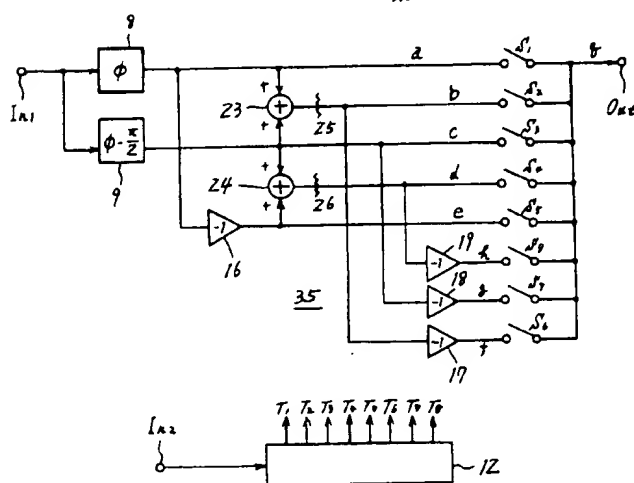 8
φ
a
S₁
In1
23
+
+
25
b
S₂
q
Out
φ-π/2
c
S₃
9
24
+
+
26
d
S₄
-1
16
e
S₅
-1
19
h
S₈
35
-1
18
g
S₇
-1
17
f
S₆
T₁ T₂ T₃ T₄ T₅ T₆ T₇ T₈
In2
12